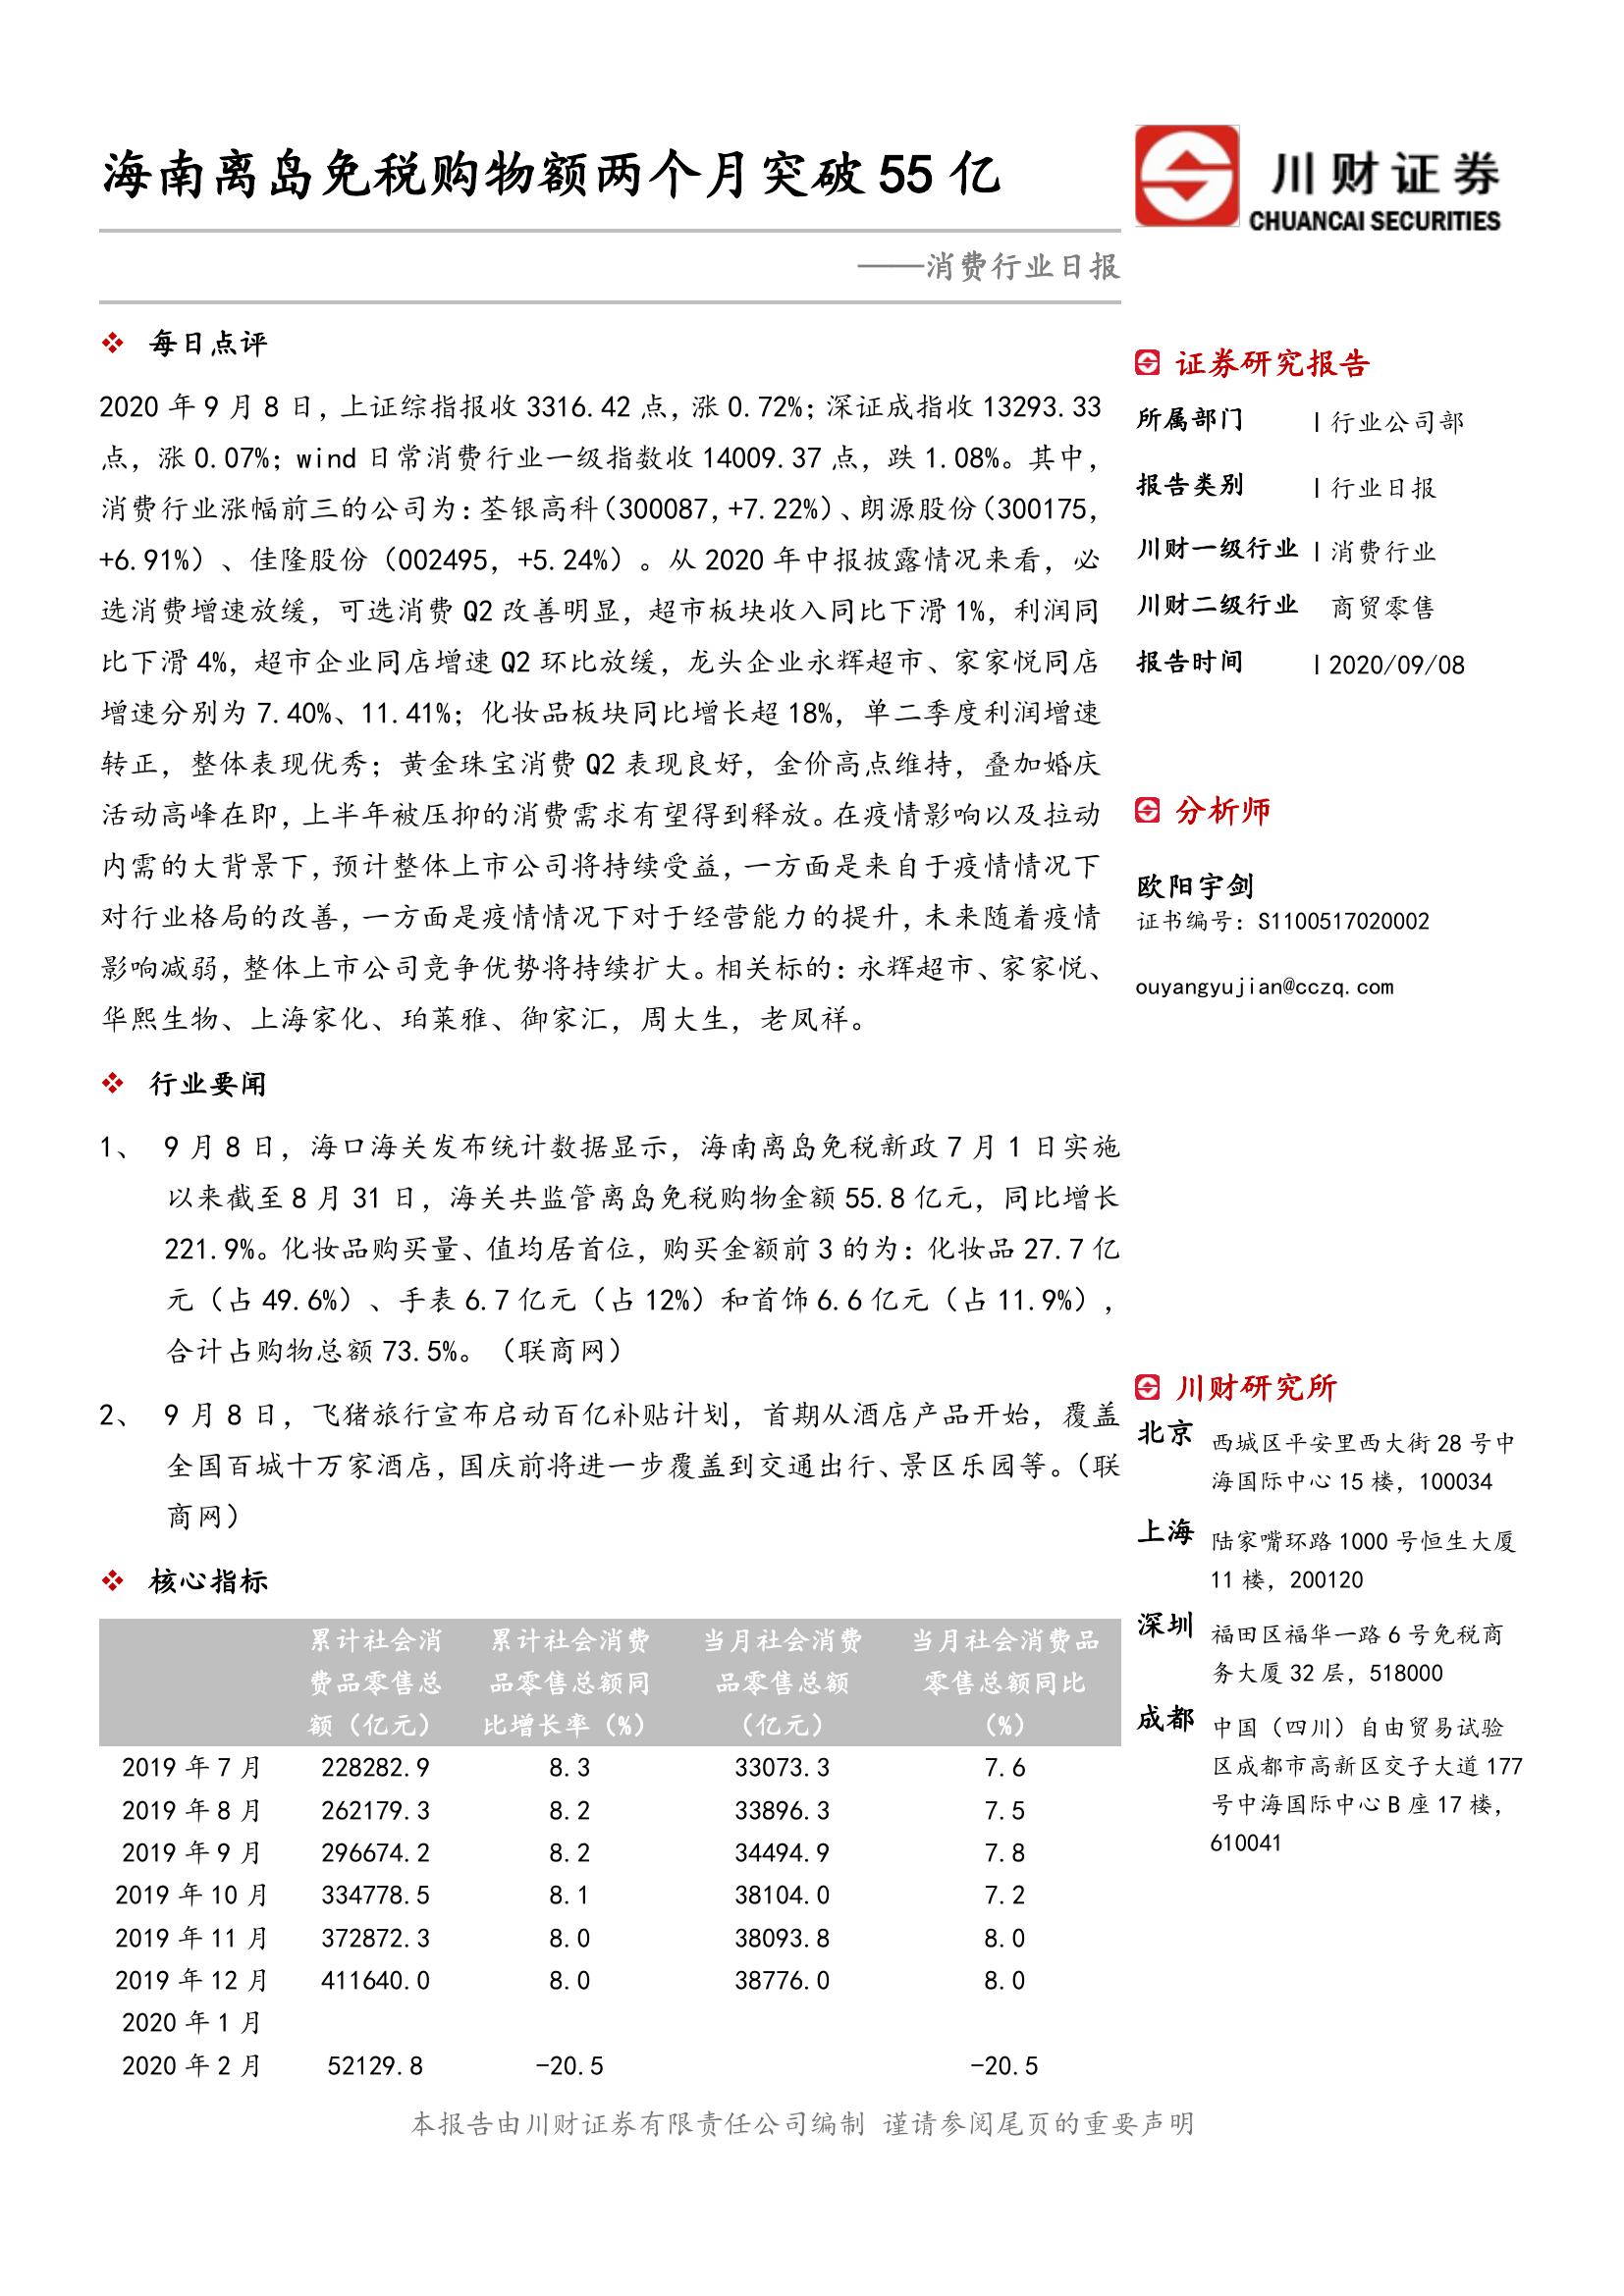 海南离岛免税购物额两个月突破 55 亿
川财证券
CHUANCAI SECURITIES
——消费行业日报
❖ 每日点评
2020 年 9 月 8 日，上证综指报收 3316.42 点，涨 0.72%；深证成指收 13293.33
点，涨 0.07%；wind 日常消费行业一级指数收 14009.37 点，跌 1.08%。其中，
消费行业涨幅前三的公司为：荃银高科（300087,+7.22%）、朗源股份（300175,
+6.91%）、佳隆股份（002495，+5.24%）。从 2020 年中报披露情况来看，必
选消费增速放缓，可选消费 Q2 改善明显，超市板块收入同比下滑 1%，利润同
比下滑 4%，超市企业同店增速 Q2 环比放缓，龙头企业永辉超市、家家悦同店
增速分别为 7.40%、11.41%；化妆品板块同比增长超 18%，单二季度利润增速
转正，整体表现优秀；黄金珠宝消费 Q2 表现良好，金价高点维持，叠加婚庆
活动高峰在即，上半年被压抑的消费需求有望得到释放。在疫情影响以及拉动
内需的大背景下，预计整体上市公司将持续受益，一方面是来自于疫情情况下
对行业格局的改善，一方面是疫情情况下对于经营能力的提升，未来随着疫情
影响减弱，整体上市公司竞争优势将持续扩大。相关标的：永辉超市、家家悦、
华熙生物、上海家化、珀莱雅、御家汇，周大生，老凤祥。
❖ 行业要闻
1、 9 月 8 日，海口海关发布统计数据显示，海南离岛免税新政 7 月 1 日实施
以来截至 8 月 31 日，海关共监管离岛免税购物金额 55.8 亿元，同比增长
221.9%。化妆品购买量、值均居首位，购买金额前 3 的为：化妆品 27.7 亿
元（占 49.6%）、手表 6.7 亿元（占 12%）和首饰 6.6 亿元（占 11.9%），
合计占购物总额 73.5%。（联商网）
2、 9 月 8 日，飞猪旅行宣布启动百亿补贴计划，首期从酒店产品开始，覆盖
全国百城十万家酒店，国庆前将进一步覆盖到交通出行、景区乐园等。（联
商网）
❖ 核心指标
累计社会消 累计社会消费 当月社会消费 当月社会消费品
费品零售总 品零售总额同 品零售总额 零售总额同比
额（亿元） 比增长率（%） （亿元） （%）
2019 年 7 月 228282.9 8.3 33073.3 7.6
2019 年 8 月 262179.3 8.2 33896.3 7.5
2019 年 9 月 296674.2 8.2 34494.9 7.8
2019 年 10 月 334778.5 8.1 38104.0 7.2
2019 年 11 月 372872.3 8.0 38093.8 8.0
2019 年 12 月 411640.0 8.0 38776.0 8.0
2020 年 1 月
2020 年 2 月 52129.8 -20.5 -20.5
证券研究报告
所属部门 | 行业公司部
报告类别 | 行业日报
川财一级行业 | 消费行业
川财二级行业 商贸零售
报告时间 | 2020/09/08
分析师
欧阳宇剑
证书编号：S1100517020002
ouyangyujian@cczq.com
川财研究所
北京 西城区平安里西大街 28 号中
海国际中心 15 楼，100034
上海 陆家嘴环路 1000 号恒生大厦
11 楼，200120
深圳 福田区福华一路 6 号免税商
务大厦 32 层，518000
成都 中国（四川）自由贸易试验
区成都市高新区交子大道 177
号中海国际中心 B 座 17 楼，
610041
本报告由川财证券有限责任公司编制 谨请参阅尾页的重要声明